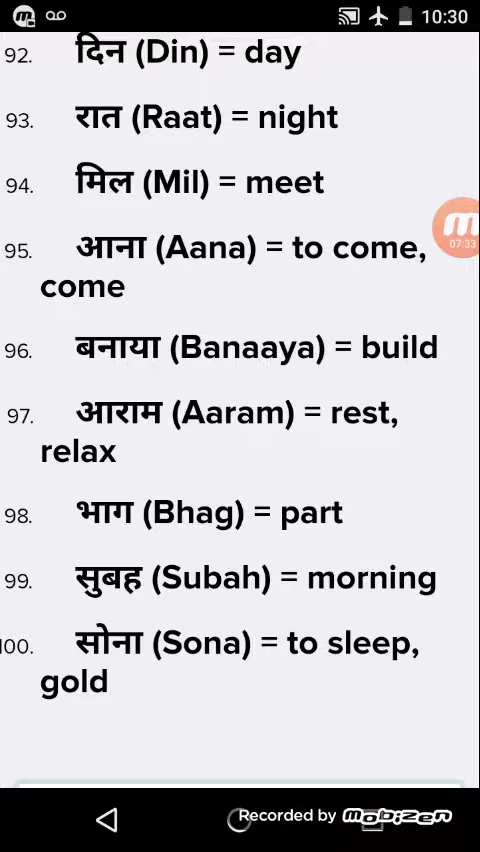 10:30
92. दिन (Din) = day
93. रात (Raat) = night
94. मिल (Mil) = meet
95. आना (Aana) = to come,
come
07:33
96. बनाया (Banaaya) = build
97. आराम (Aaram) = rest,
relax
98. भाग (Bhag) = part
99. सुबह (Subah) = morning
100. सोना (Sona) = to sleep,
gold
Recorded by mobizen